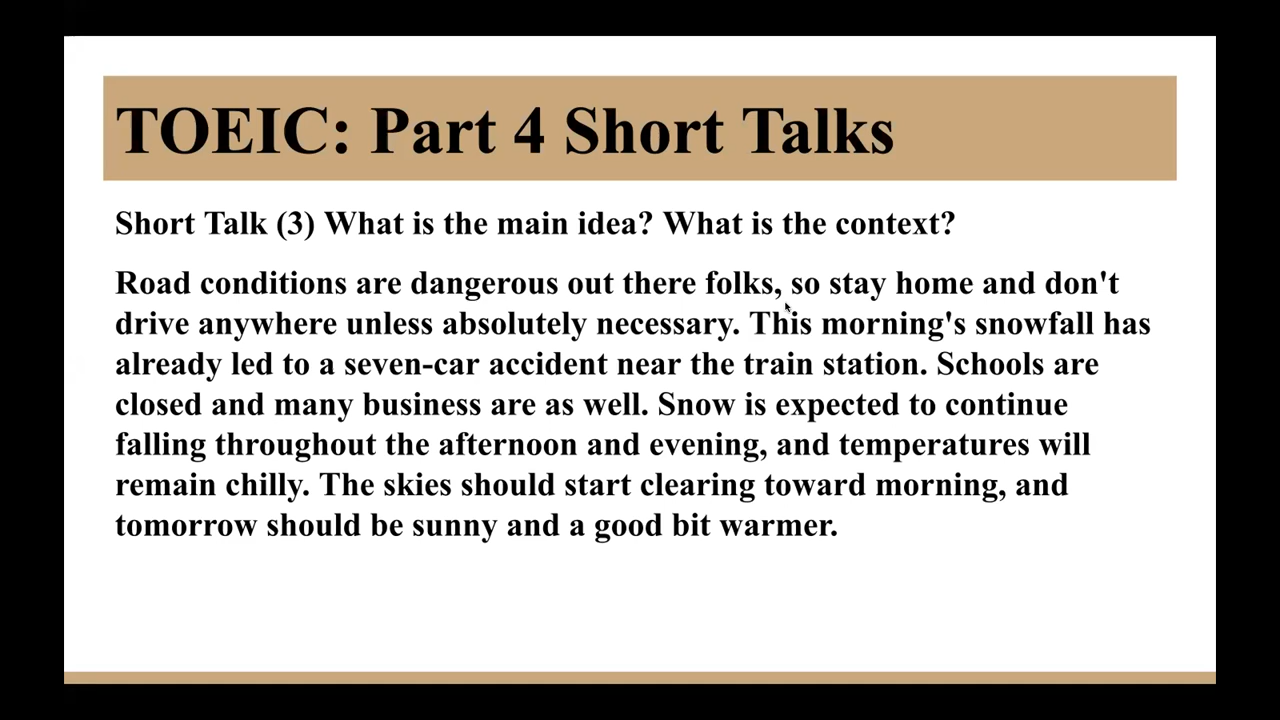 TOEIC: Part 4 Short Talks
Short Talk (3) What is the main idea? What is the context?
Road conditions are dangerous out there folks, so stay home and don't
drive anywhere unless absolutely necessary. This morning's snowfall has
already led to a seven-car accident near the train station. Schools are
closed and many business are as well. Snow is expected to continue
falling throughout the afternoon and evening, and temperatures will
remain chilly. The skies should start clearing toward morning, and
tomorrow should be sunny and a good bit warmer.